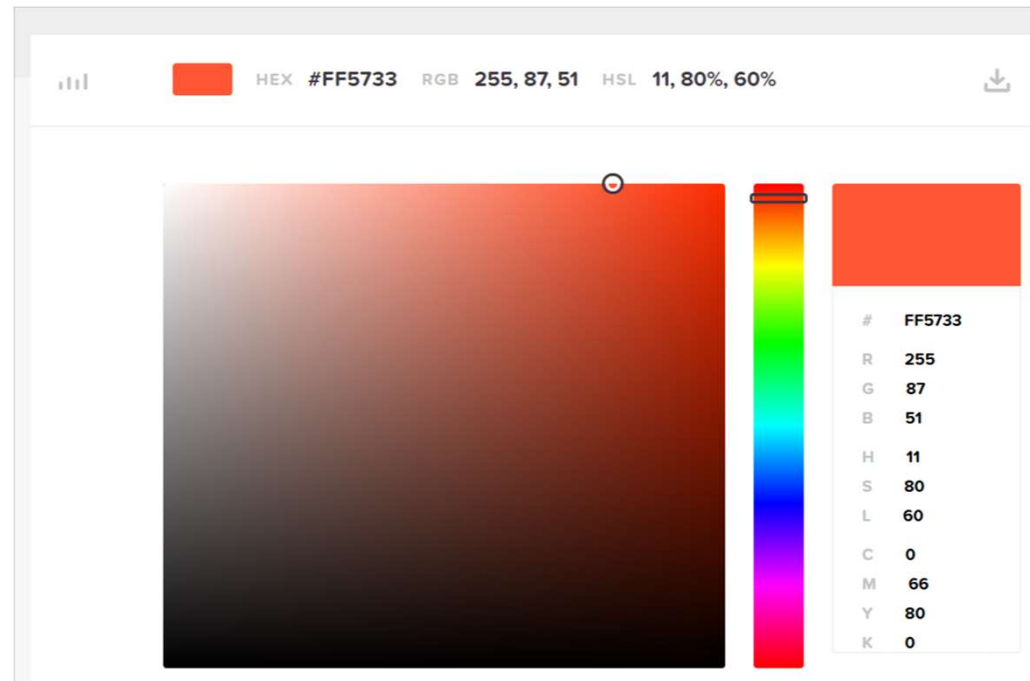 HEX #FF5733 RGB 255, 87, 51 HSL 11, 80%, 60%
# FF5733
R 255
G 87
B 51
H 11
S 80
L 60
C 0
M 66
Y 80
K 0